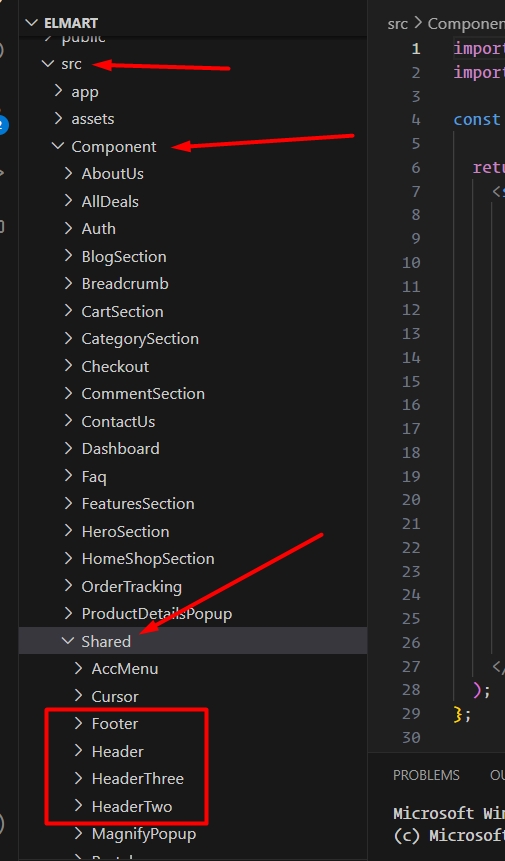 ELMART
public
src
app
assets
Component
AboutUs
AllDeals
Auth
BlogSection
Breadcrumb
CartSection
CategorySection
Checkout
CommentSection
ContactUs
Dashboard
Faq
FeaturesSection
HeroSection
HomeShopSection
OrderTracking
ProductDetailsPopup
Shared
AccMenu
Cursor
Footer
Header
HeaderThree
HeaderTwo
MagnifyPopup
src > Componen
1 impor
2 impor
3
4 const
5
6 retu
7 <s
8
9
10
11
12
13
14
15
16
17
18
19
20
21
22
23
24
25
26
27 </
28 );
29 };
30
PROBLEMS OU
Microsoft Win
(c) Microsof